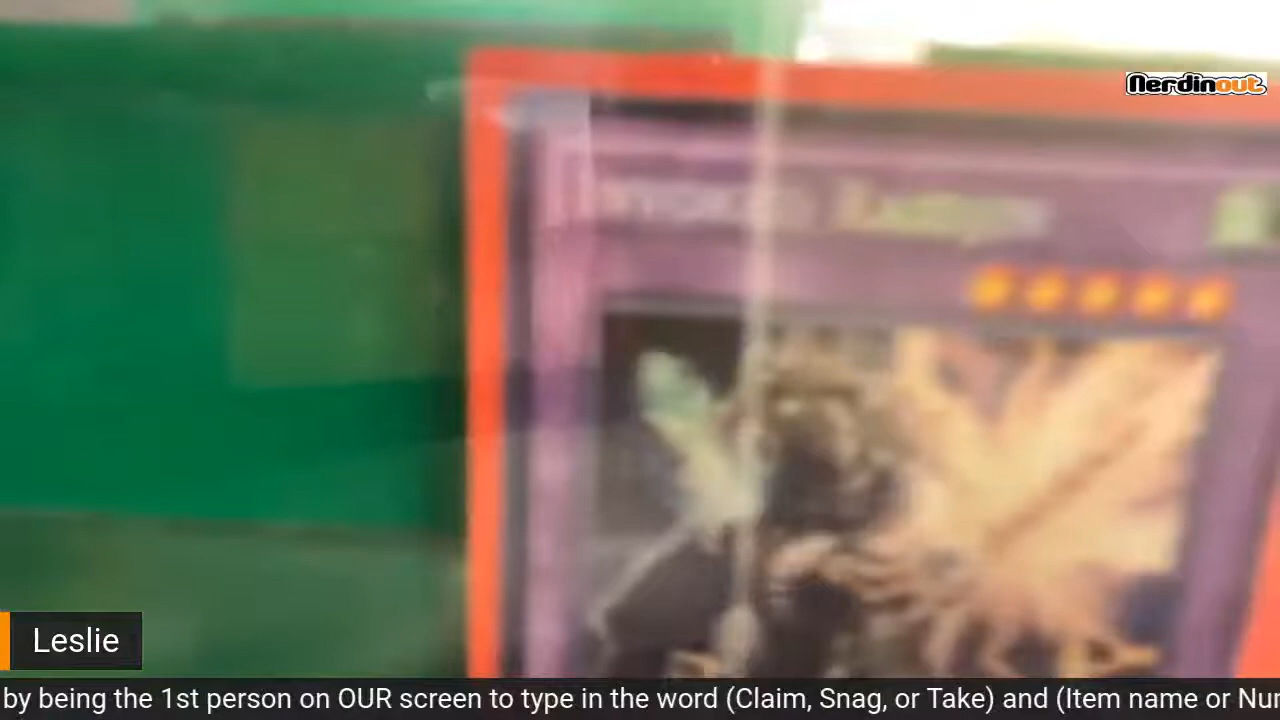 Nerdinout
Leslie
by being the 1st person on OUR screen to type in the word (Claim, Snag, or Take) and (Item name or Nur